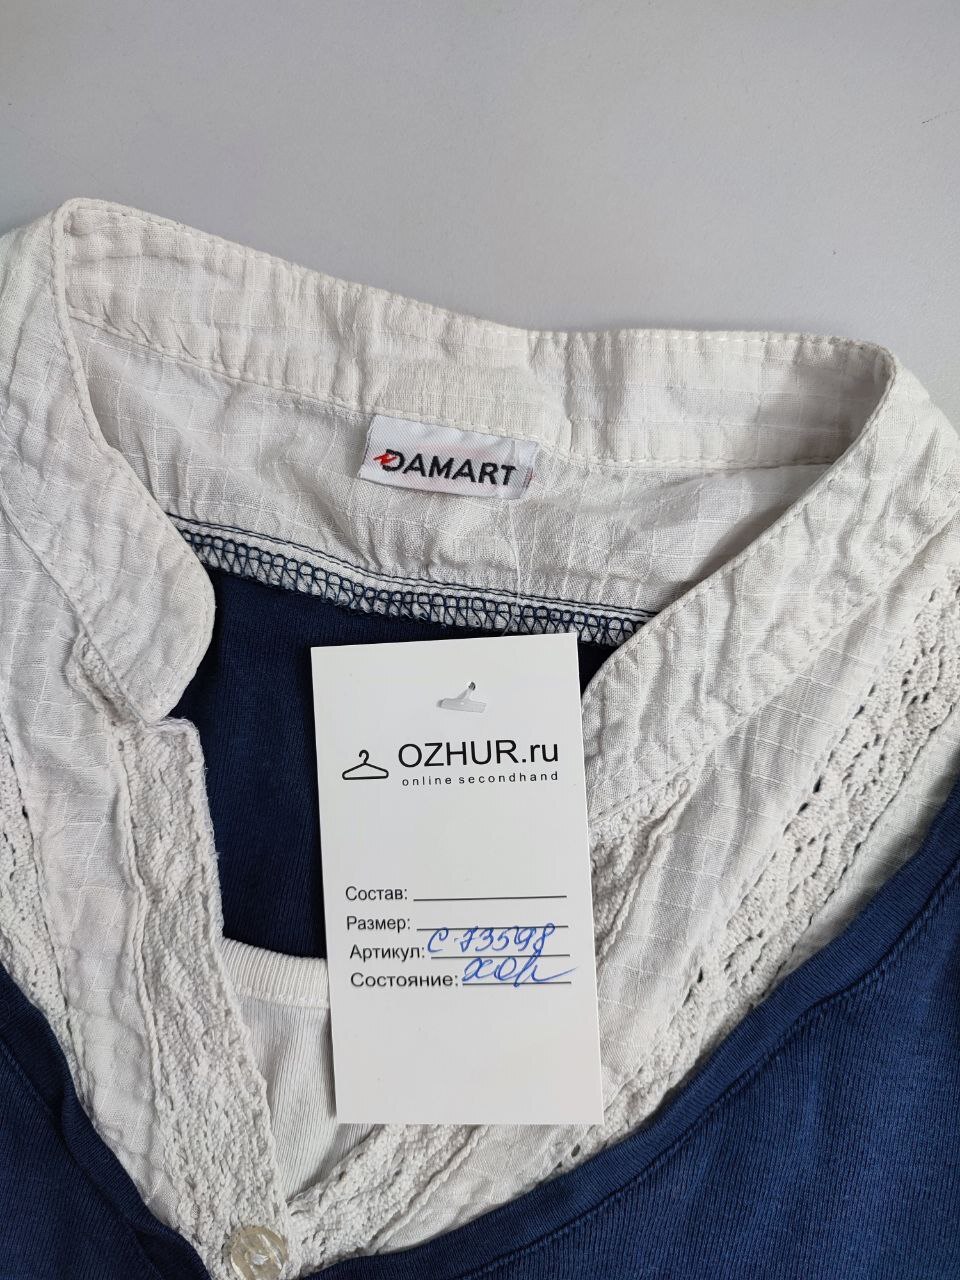 DAMART
OZHUR.ru
online secondhand
Состав:
Размер:
Артикул: С-73598
Состояние: хор